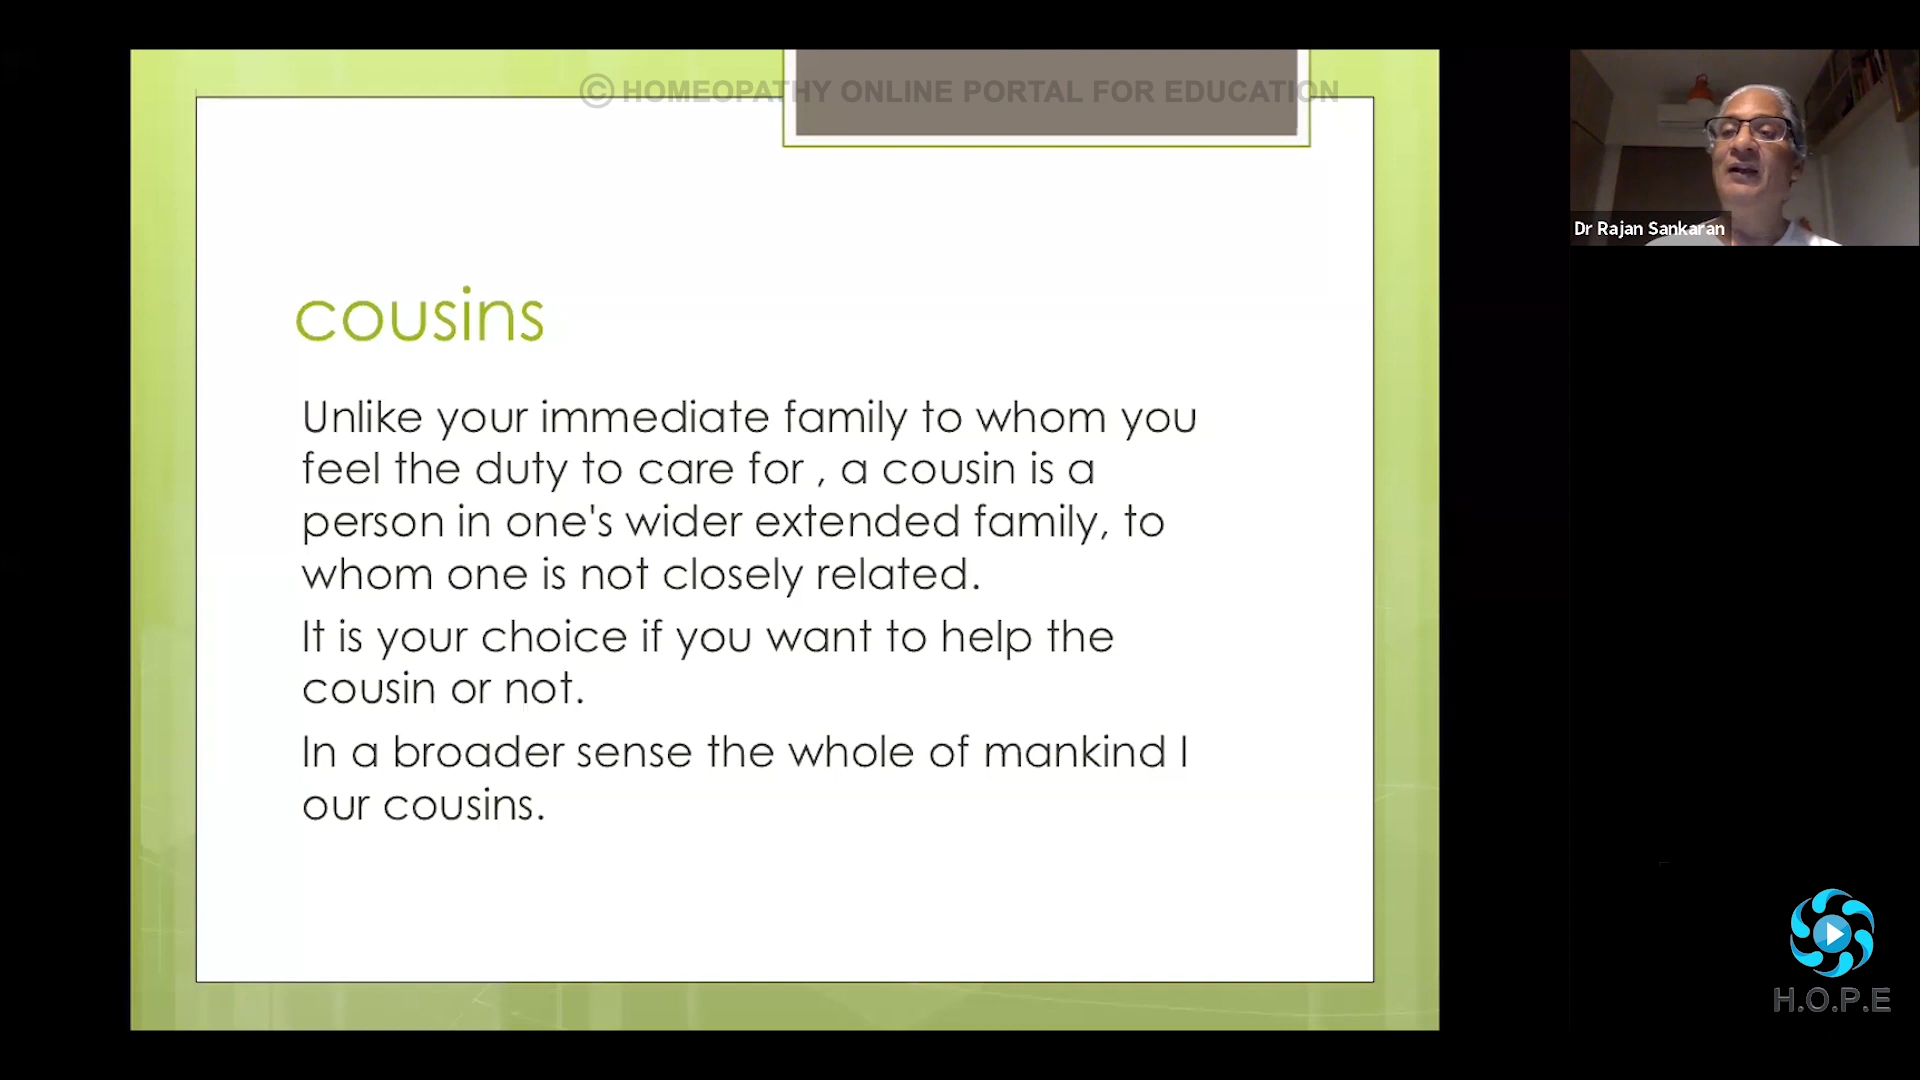 © HOMEOPATHY ONLINE PORTAL FOR EDUCATION
Dr Rajan Sankaran
cousins
Unlike your immediate family to whom you
feel the duty to care for , a cousin is a
person in one's wider extended family, to
whom one is not closely related.
It is your choice if you want to help the
cousin or not.
In a broader sense the whole of mankind I
our cousins.
H.O.P.E